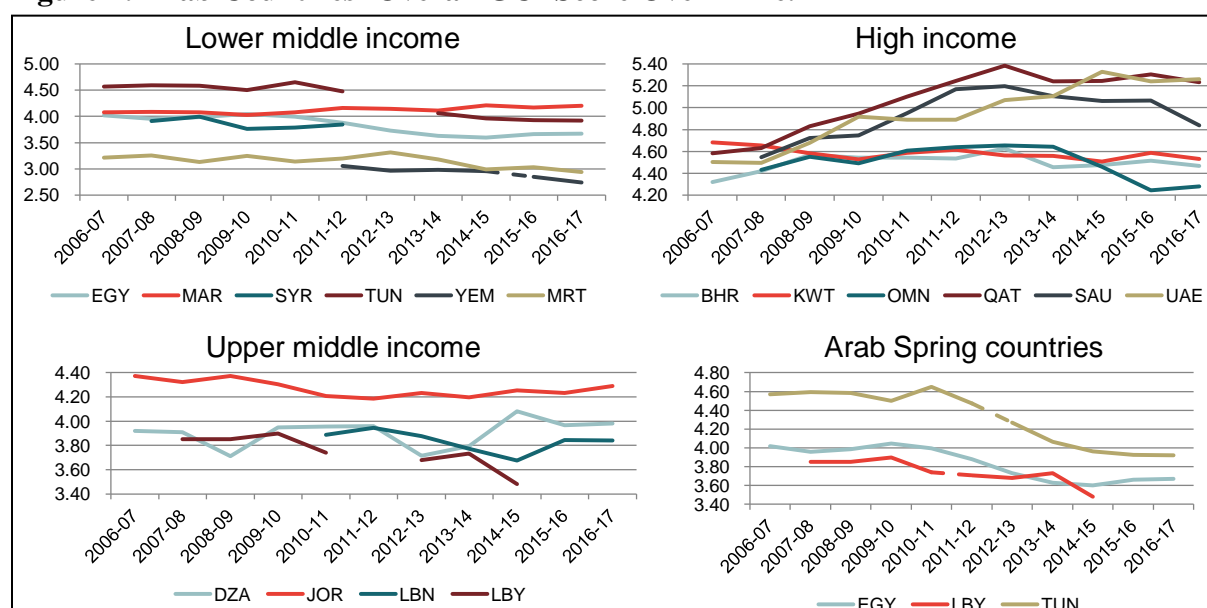 Lower middle income
5.00
4.50
4.00
3.50
3.00
2.50
2006-07 2007-08 2008-09 2009-10 2010-11 2011-12 2012-13 2013-14 2014-15 2015-16 2016-17
EGY MAR SYR TUN YEM MRT
High income
5.40
5.20
5.00
4.80
4.60
4.40
4.20
2006-07 2007-08 2008-09 2009-10 2010-11 2011-12 2012-13 2013-14 2014-15 2015-16 2016-17
BHR KWT OMN QAT SAU UAE
Upper middle income
4.40
4.20
4.00
3.80
3.60
3.40
2006-07 2007-08 2008-09 2009-10 2010-11 2011-12 2012-13 2013-14 2014-15 2015-16 2016-17
DZA JOR LBN LBY
Arab Spring countries
4.80
4.60
4.40
4.20
4.00
3.80
3.60
3.40
2006-07 2007-08 2008-09 2009-10 2010-11 2011-12 2012-13 2013-14 2014-15 2015-16 2016-17
EGY LBY TUN